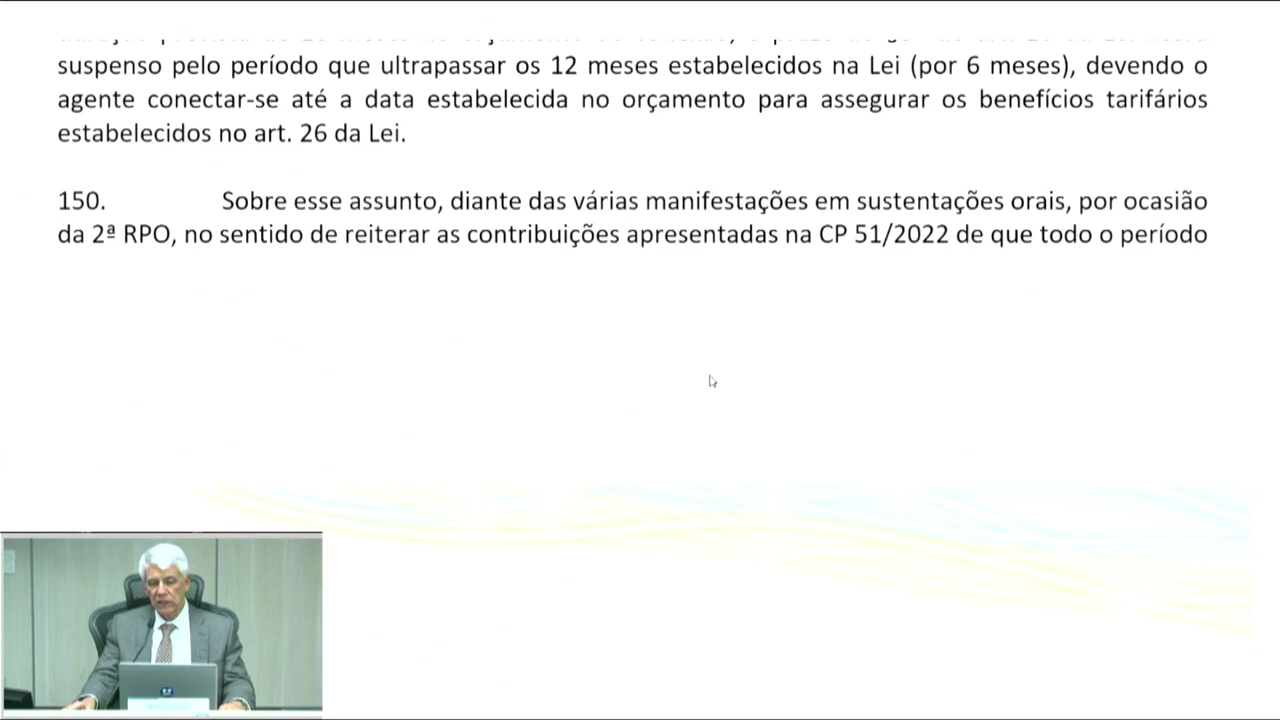 suspenso pelo período que ultrapassar os 12 meses estabelecidos na Lei (por 6 meses), devendo o
agente conectar-se até a data estabelecida no orçamento para assegurar os benefícios tarifários
estabelecidos no art. 26 da Lei.
150. Sobre esse assunto, diante das várias manifestações em sustentações orais, por ocasião
da 2ª RPO, no sentido de reiterar as contribuições apresentadas na CP 51/2022 de que todo o período